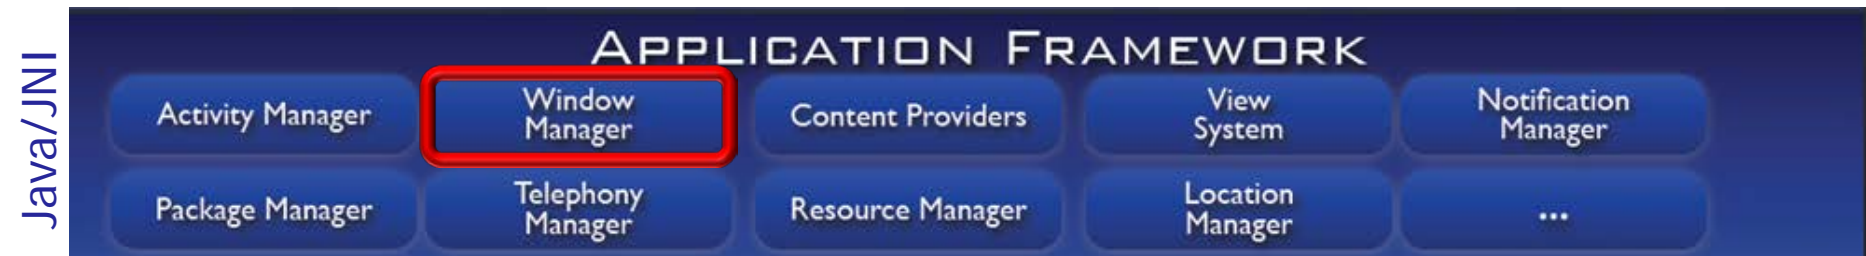 Java/JNI
APPLICATION FRAMEWORK
Activity Manager
Window
Manager
Content Providers
View
System
Notification
Manager
Package Manager
Telephony
Manager
Resource Manager
Location
Manager
...